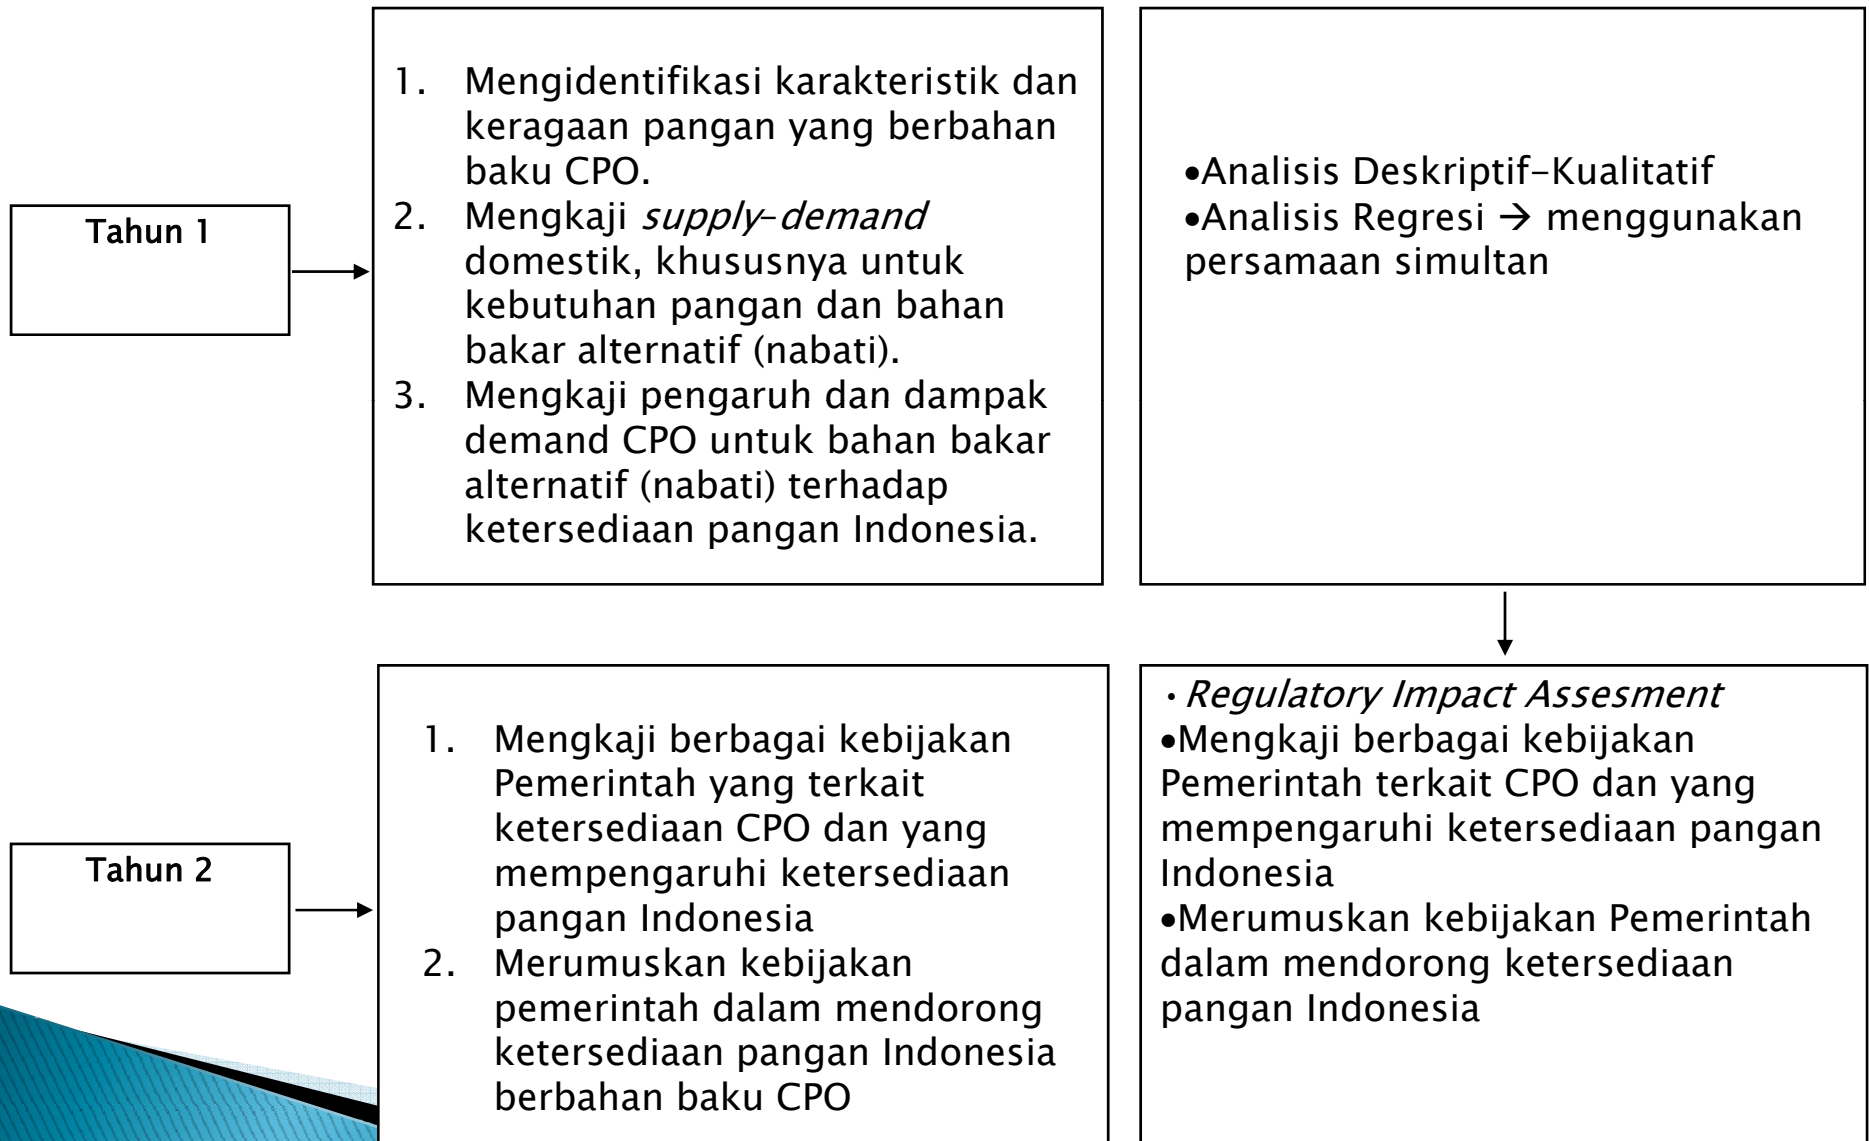 Tahun 1
1. Mengidentifikasi karakteristik dan
keragaan pangan yang berbahan
baku CPO.
2. Mengkaji supply-demand
domestik, khususnya untuk
kebutuhan pangan dan bahan
bakar alternatif (nabati).
3. Mengkaji pengaruh dan dampak
demand CPO untuk bahan bakar
alternatif (nabati) terhadap
ketersediaan pangan Indonesia.
•Analisis Deskriptif-Kualitatif
•Analisis Regresi → menggunakan
persamaan simultan
Tahun 2
1. Mengkaji berbagai kebijakan
Pemerintah yang terkait
ketersediaan CPO dan yang
mempengaruhi ketersediaan
pangan Indonesia
2. Merumuskan kebijakan
pemerintah dalam mendorong
ketersediaan pangan Indonesia
berbahan baku CPO
• Regulatory Impact Assesment
•Mengkaji berbagai kebijakan
Pemerintah terkait CPO dan yang
mempengaruhi ketersediaan pangan
Indonesia
•Merumuskan kebijakan Pemerintah
dalam mendorong ketersediaan
pangan Indonesia